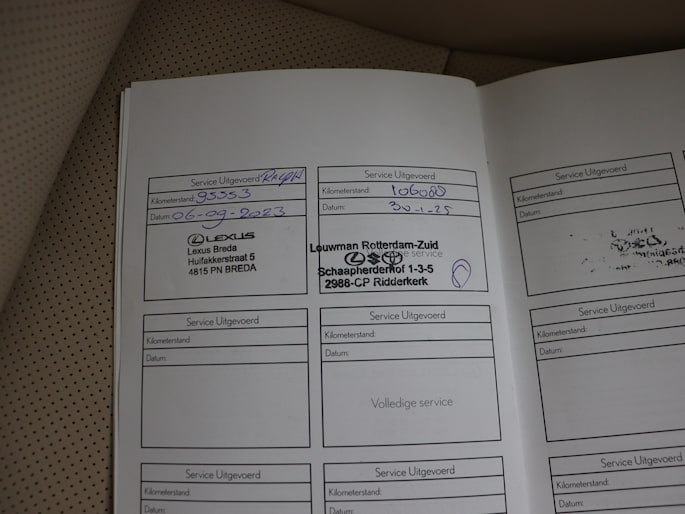 Service Uitgevoerd Ralph
Kilometerstand: 95553
Datum: 06-09-2023
LEXUS
Lexus Breda
Huifakkerstraat 5
4815 PN BREDA
Service Uitgevoerd
Kilometerstand: 106080
Datum: 30-1-25
Louwman Rotterdam-Zuid
service
Schaapherderhof 1-3-5
2988-CP Ridderkerk
Service Uitgevoerd
Kilometerstand:
Datum:
Service Uitgevoerd
Kilometerstand:
Datum:
Service Uitgevoerd
Kilometerstand:
Datum:
Volledige service
Service Uitgevoerd
Kilometerstand:
Datum:
Service Uitgevoerd
Kilometerstand:
Datum:
Service Uitgevoerd
Kilometerstand:
Datum:
Service Uitgevoerd
Kilometerstand:
Datum: